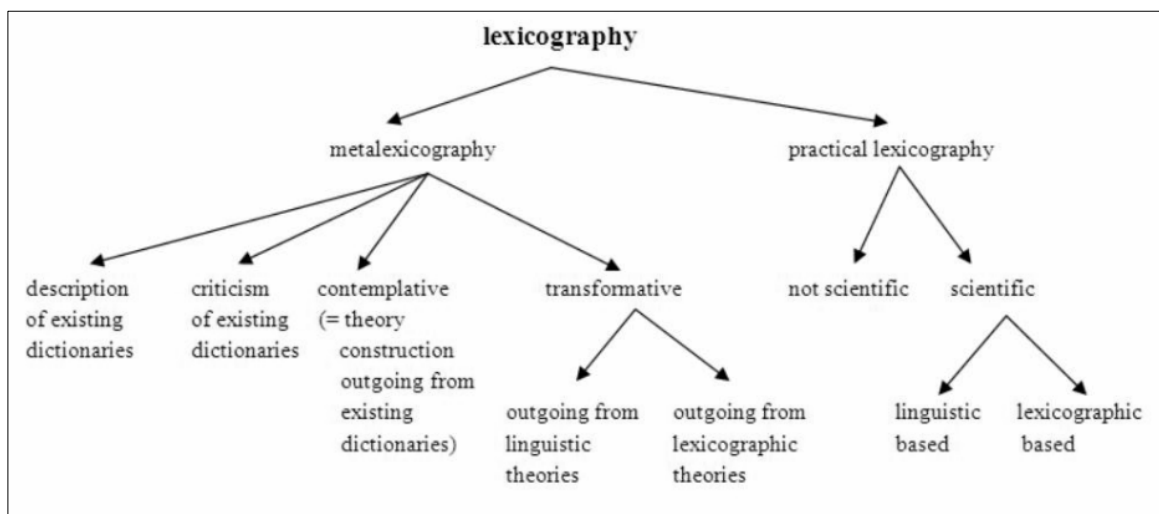 lexicography
metalexicography
practical lexicography
description
of existing
dictionaries
criticism
of existing
dictionaries
contemplative
(= theory
construction
outgoing from
existing
dictionaries)
transformative
not scientific
scientific
outgoing from
linguistic
theories
outgoing from
lexicographic
theories
linguistic
based
lexicographic
based